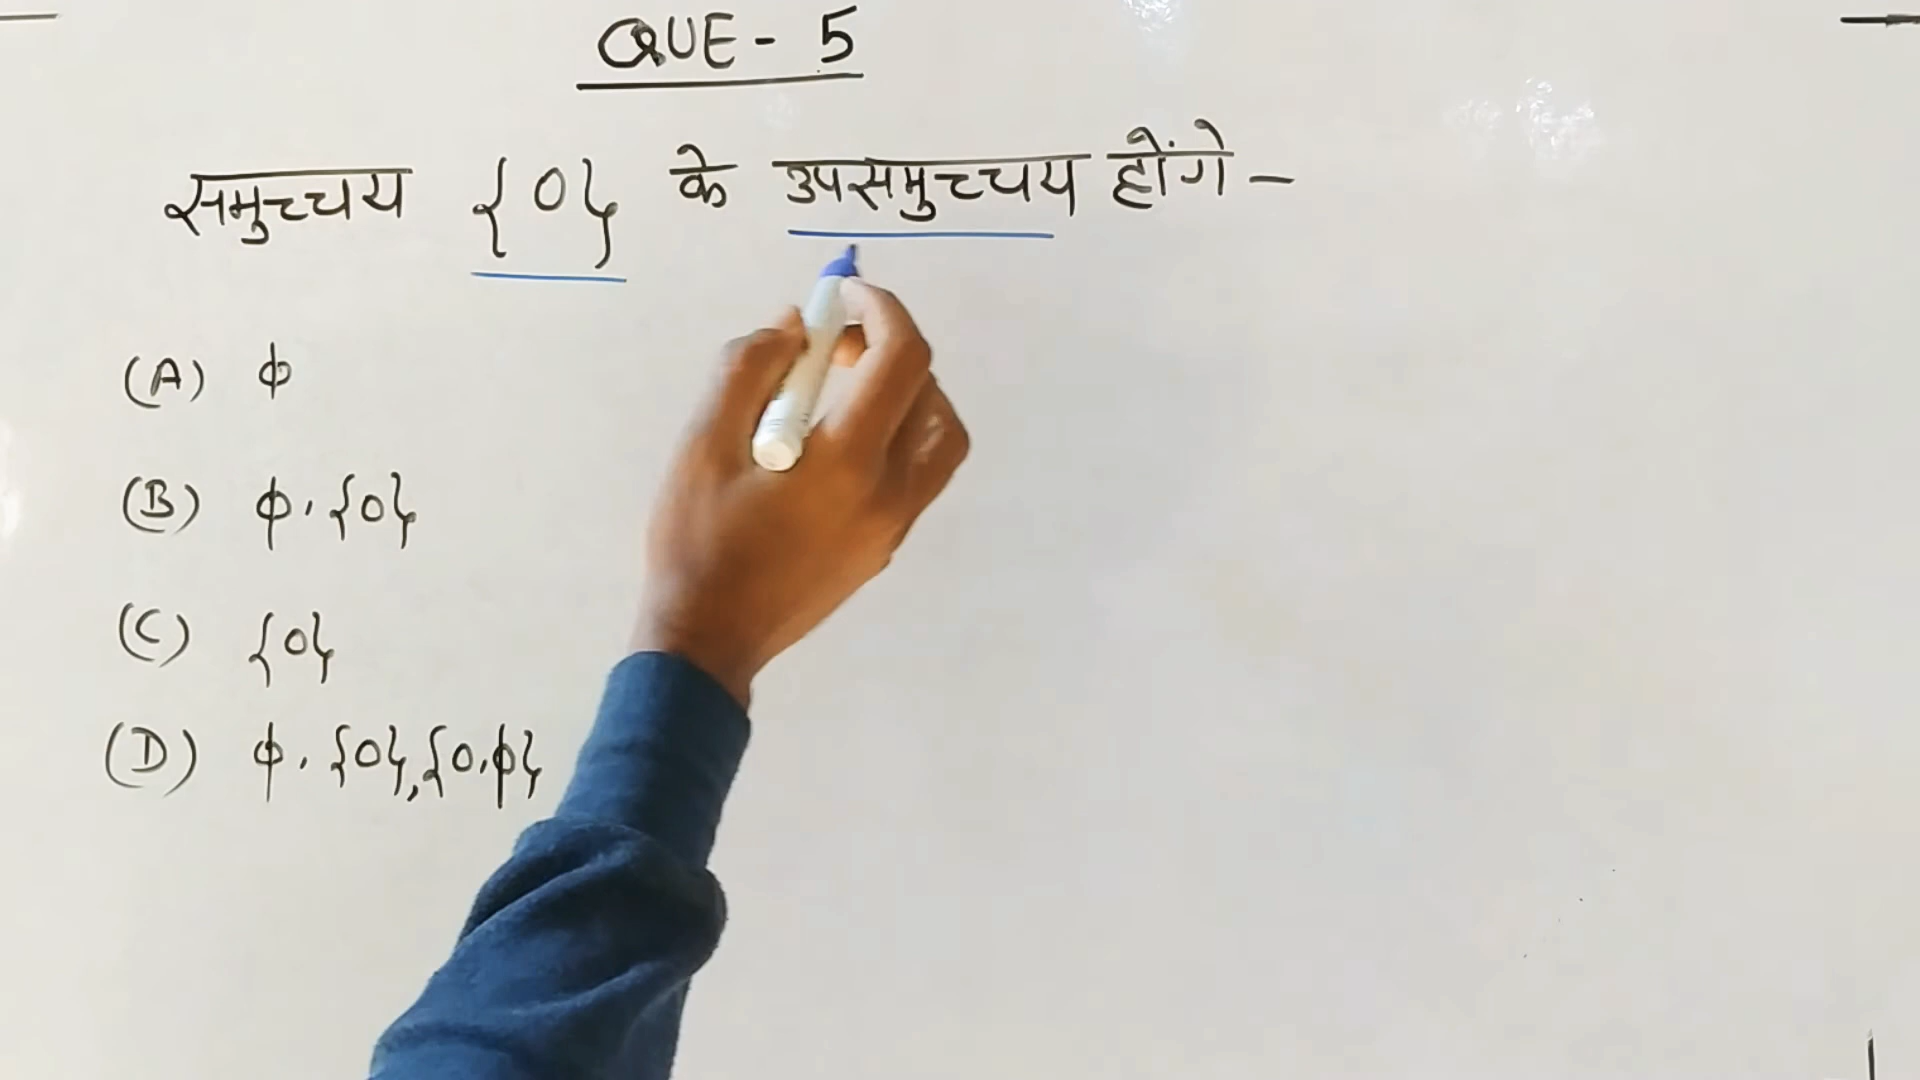 QUE - 5
समुच्चय {0} के उपसमुच्चय होंगे -
(A) ϕ
(B) ϕ, {0}
(C) {0}
(D) ϕ, {0}, {0, ϕ}